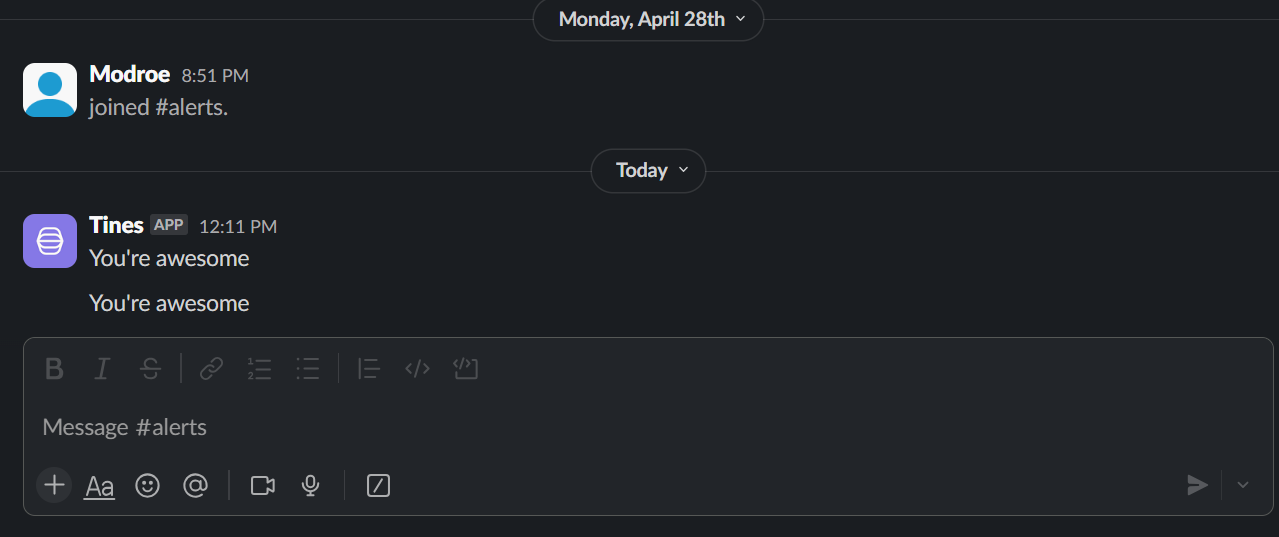 Monday, April 28th
Modroe 8:51 PM
joined #alerts.
Today
Tines APP 12:11 PM
You're awesome
You're awesome
B I S
Message #alerts
Aa